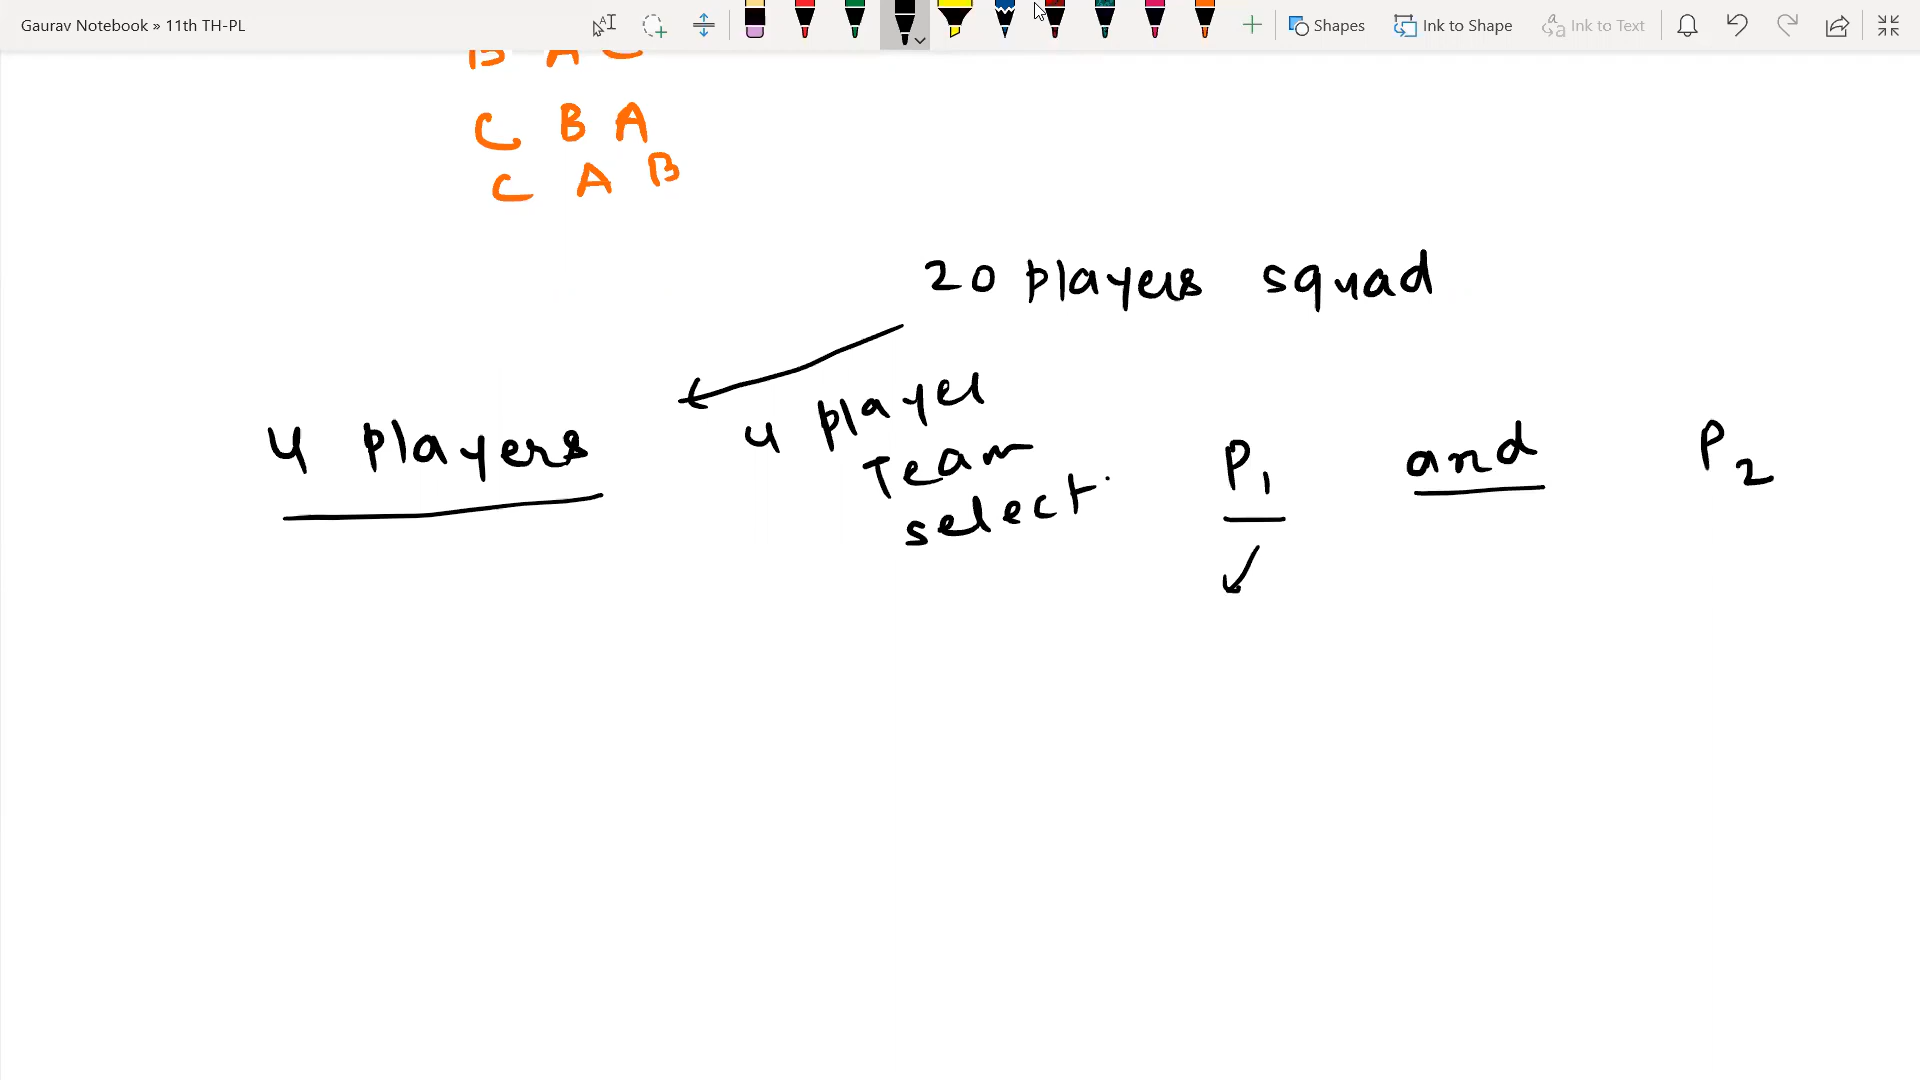 Gaurav Notebook » 11th TH-PL
Shapes
Ink to Shape
Ink to Text
B A C
C B A
C A B
20 players squad
4 players
4 player
Team
select
P1 and P2